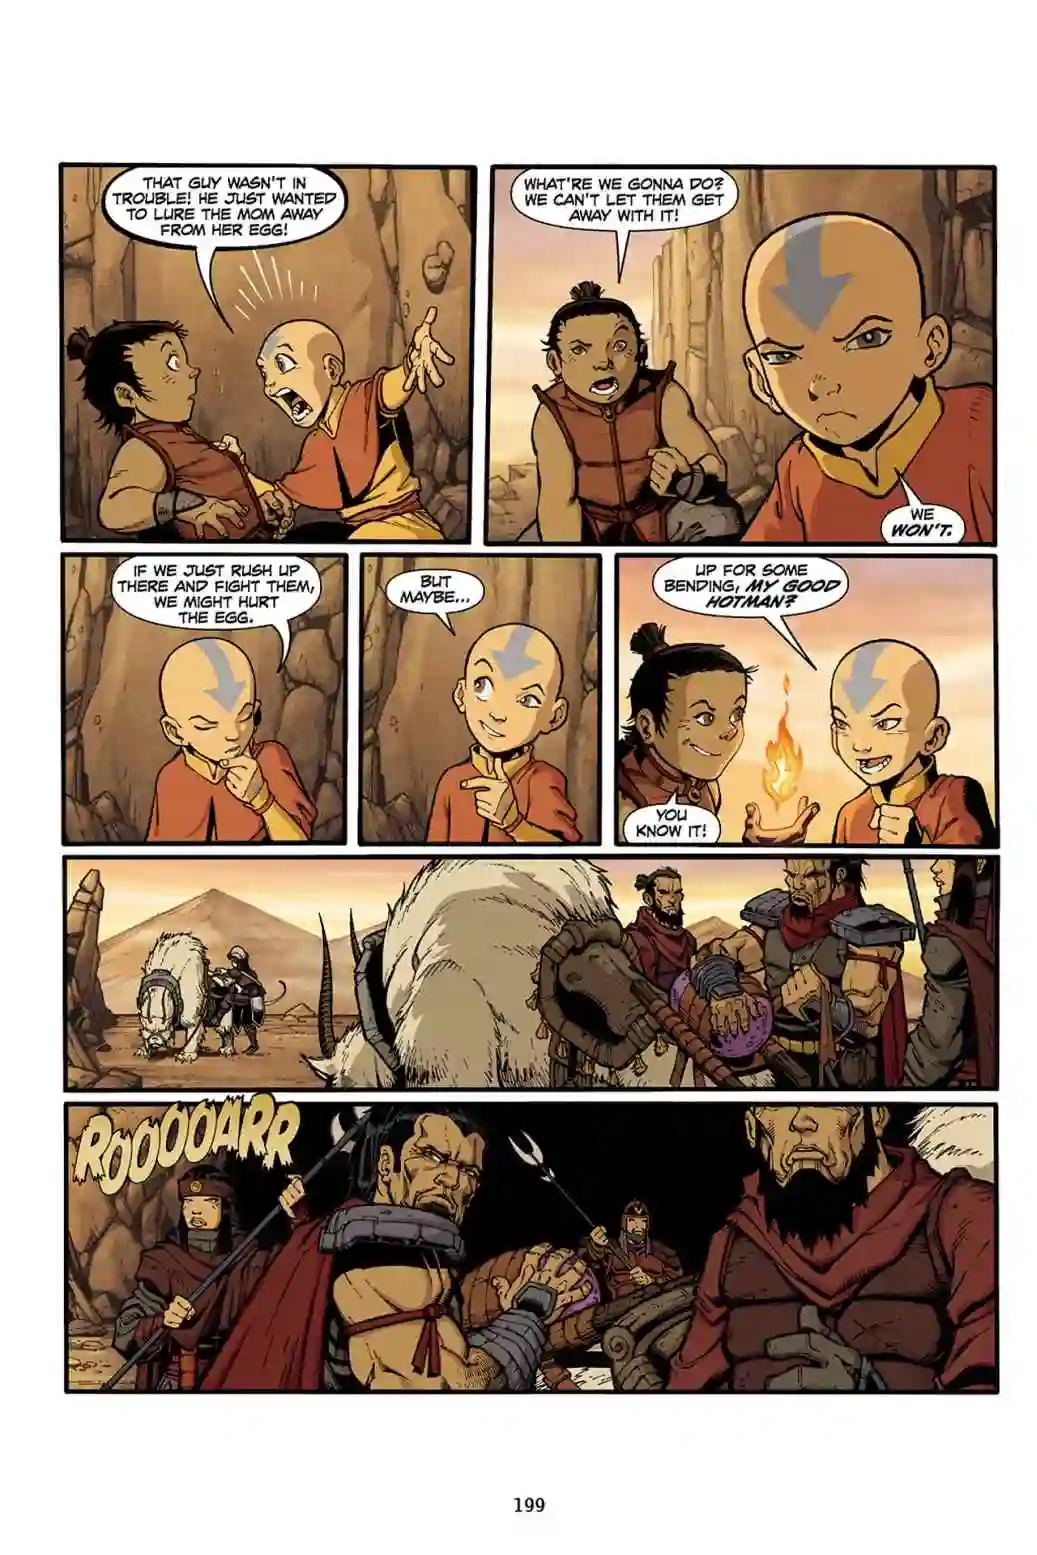 THAT GUY WASN'T IN
TROUBLE! HE JUST WANTED
TO LURE THE MOM AWAY
FROM HER EGG!
WHAT'RE WE GONNA DO?
WE CAN'T LET THEM GET
AWAY WITH IT!
WE
WON'T.
IF WE JUST RUSH UP
THERE AND FIGHT THEM,
WE MIGHT HURT
THE EGG.
BUT
MAYBE...
UP FOR SOME
BENDING, MY GOOD
HOTMAN?
YOU
KNOW IT!
ROOOOARR
199